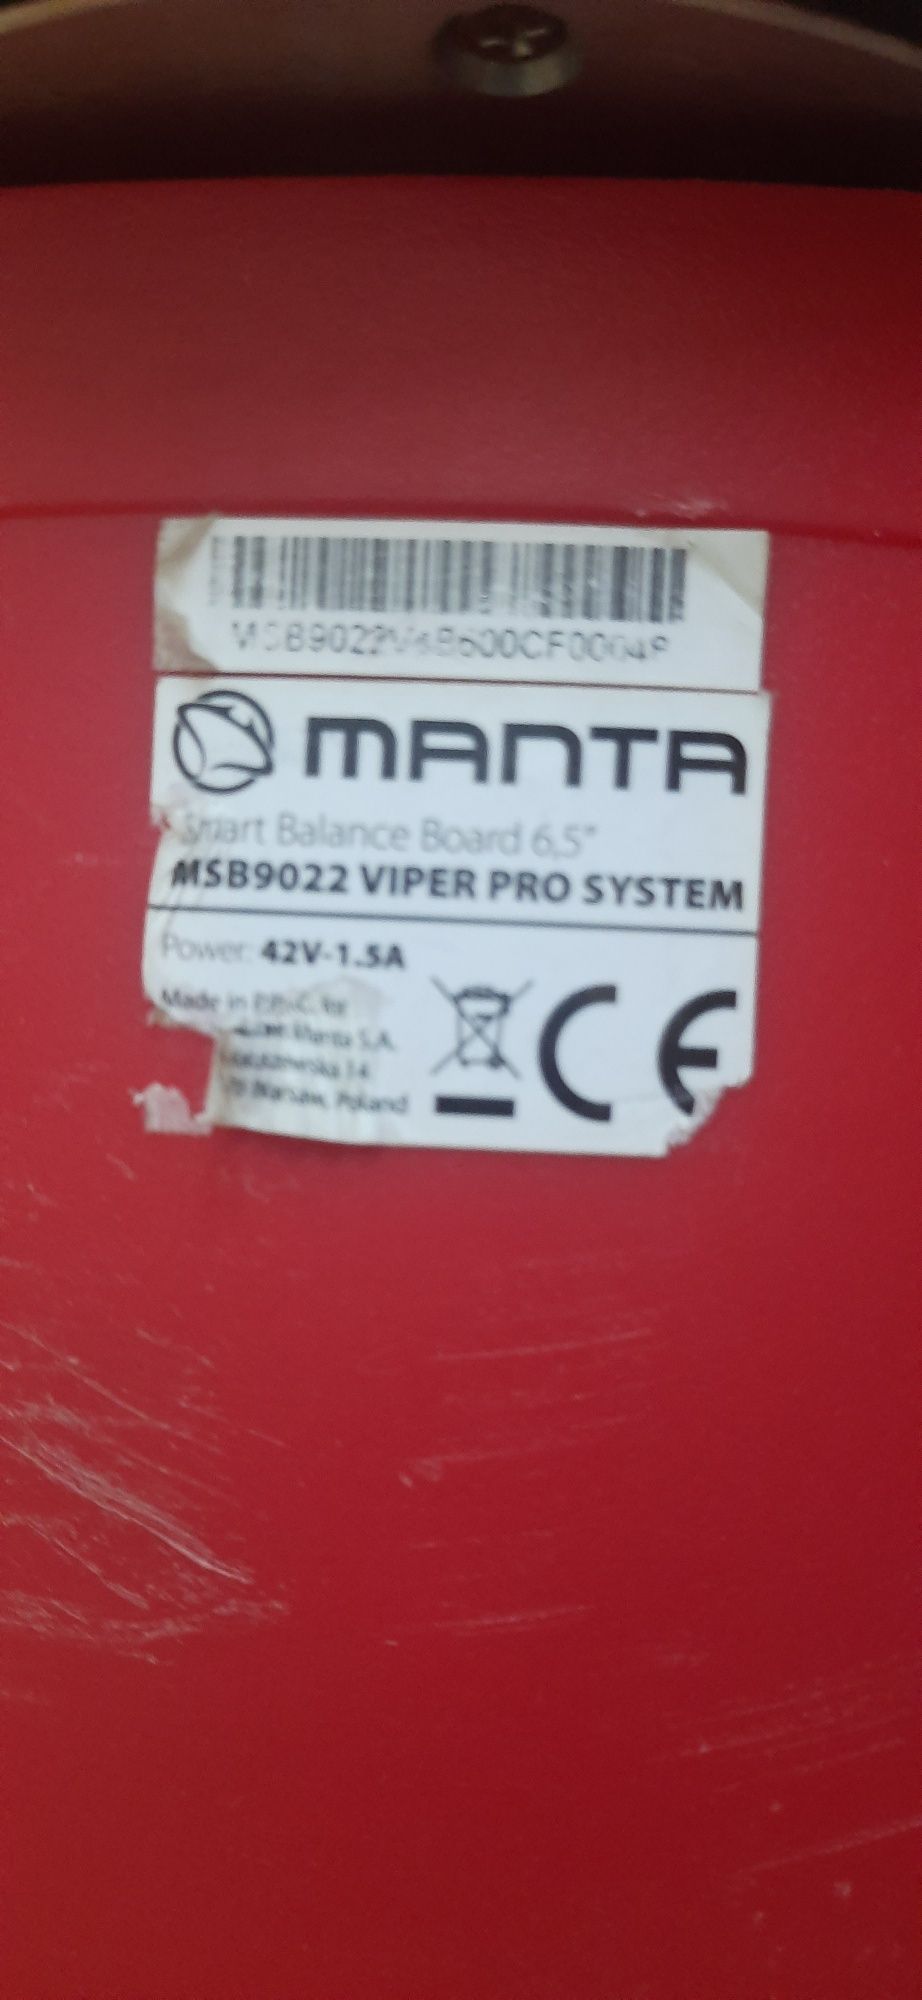 MANTA
Smart Balance Board 6,5"
MSB9022 VIPER PRO SYSTEM
Power: 42V-1.5A
Made in P.R.C. for
Manta S.A.
14
Warsaw, Poland
CE